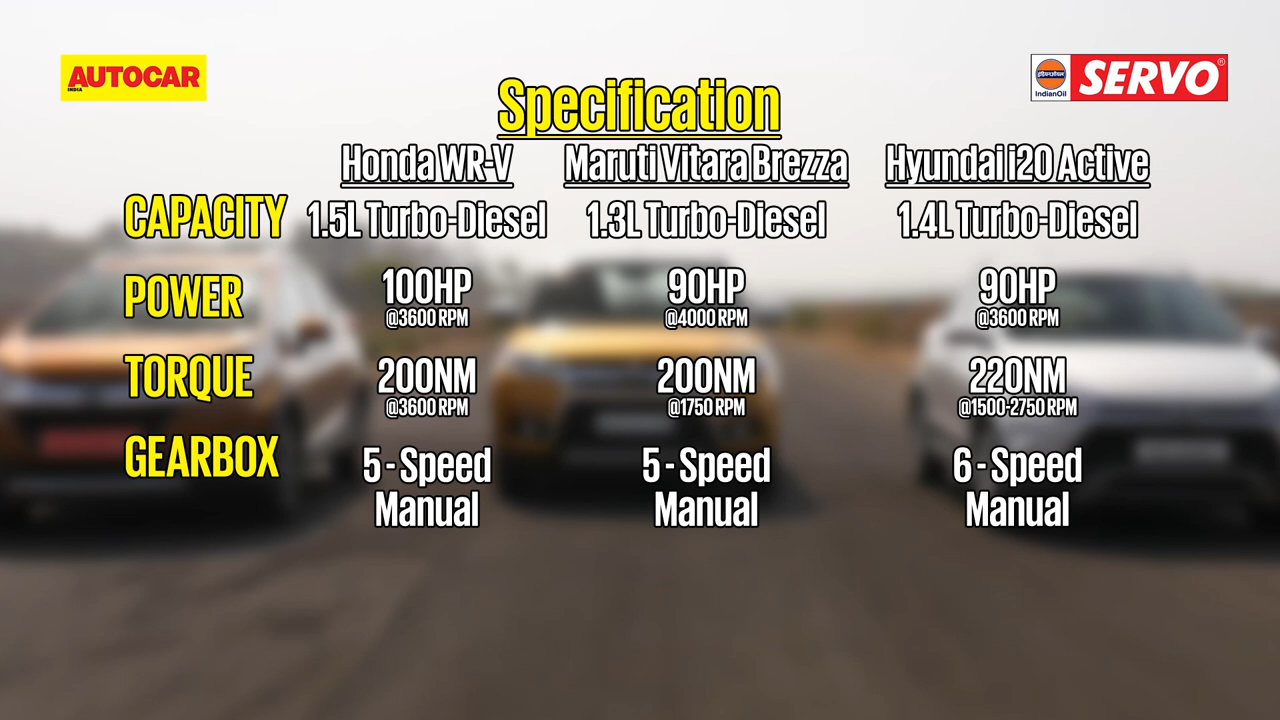 AUTOCAR
INDIA
इंडियनऑयल
IndianOil
SERVO®
Specification
Honda WR-V Maruti Vitara Brezza Hyundai i20 Active
CAPACITY 1.5L Turbo-Diesel 1.3L Turbo-Diesel 1.4L Turbo-Diesel
POWER 100HP 90HP 90HP
@3600 RPM @4000 RPM @3600 RPM
TORQUE 200NM 200NM 220NM
@3600 RPM @1750 RPM @1500-2750 RPM
GEARBOX 5 - Speed 5 - Speed 6 - Speed
Manual Manual Manual